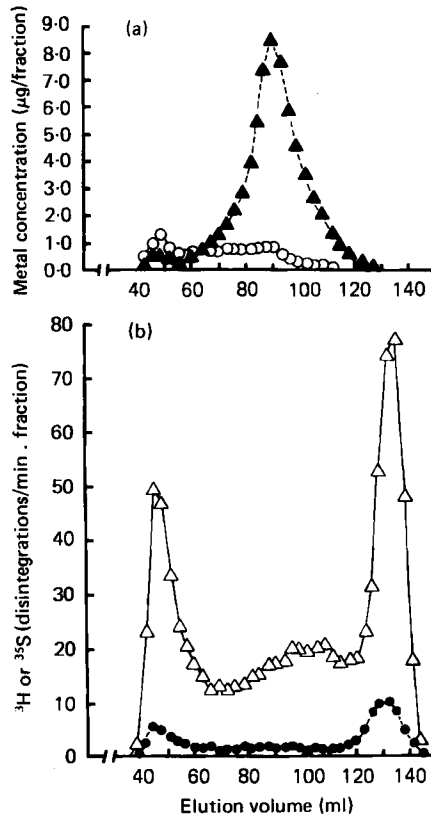 (a)
Metal concentration (μg/fraction)
9·0
8·0
7·0
6·0
5·0
4·0
3·0
2·0
1·0
0·0
40 60 80 100 120 140
(b)
³H or ³⁵S (disintegrations/min . fraction)
80
70
60
50
40
30
20
10
0
40 60 80 100 120 140
Elution volume (ml)